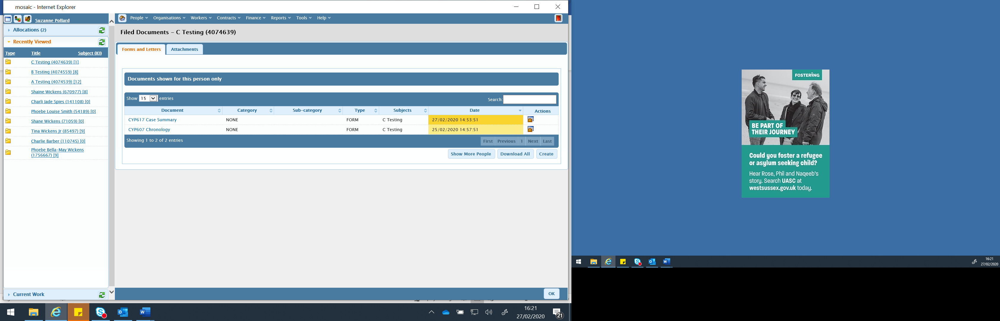 mosaic - Internet Explorer
Suzanne Pollard
People Organisations Workers Contracts Finance Reports Tools Help
Allocations (2)
Recently Viewed
Type Title Subject (ID)
C Testing (4074639) [1]
B Testing (4074559) [8]
A Testing (4074539) [12]
Shaine Wickens (670977) [8]
Charli Jade Spies (141108) [0]
Phoebe Louise Smith (54189) [0]
Shane Wickens (71059) [0]
Tina Wickens Jr (85497) [9]
Charlie Barber (110745) [0]
Phoebe Bella-May Wickens
(1756667) [9]
Current Work
Filed Documents - C Testing (4074639)
Forms and Letters Attachments
Documents shown for this person only
Show 15 entries Search:
Document Category Sub-category Type Subjects Date Actions
CYP617 Case Summary NONE FORM C Testing 27/02/2020 14:53:51
CYP607 Chronology NONE FORM C Testing 25/02/2020 14:57:51
Showing 1 to 2 of 2 entries First Previous 1 Next Last
Show More People Download All Create
OK
16:21
27/02/2020
21
FOSTERING
BE PART OF
THEIR JOURNEY
Could you foster a refugee
or asylum seeking child?
Hear Rose, Phil and Naqeeb's
story. Search UASC at
westsussex.gov.uk today.
16:21
27/02/2020